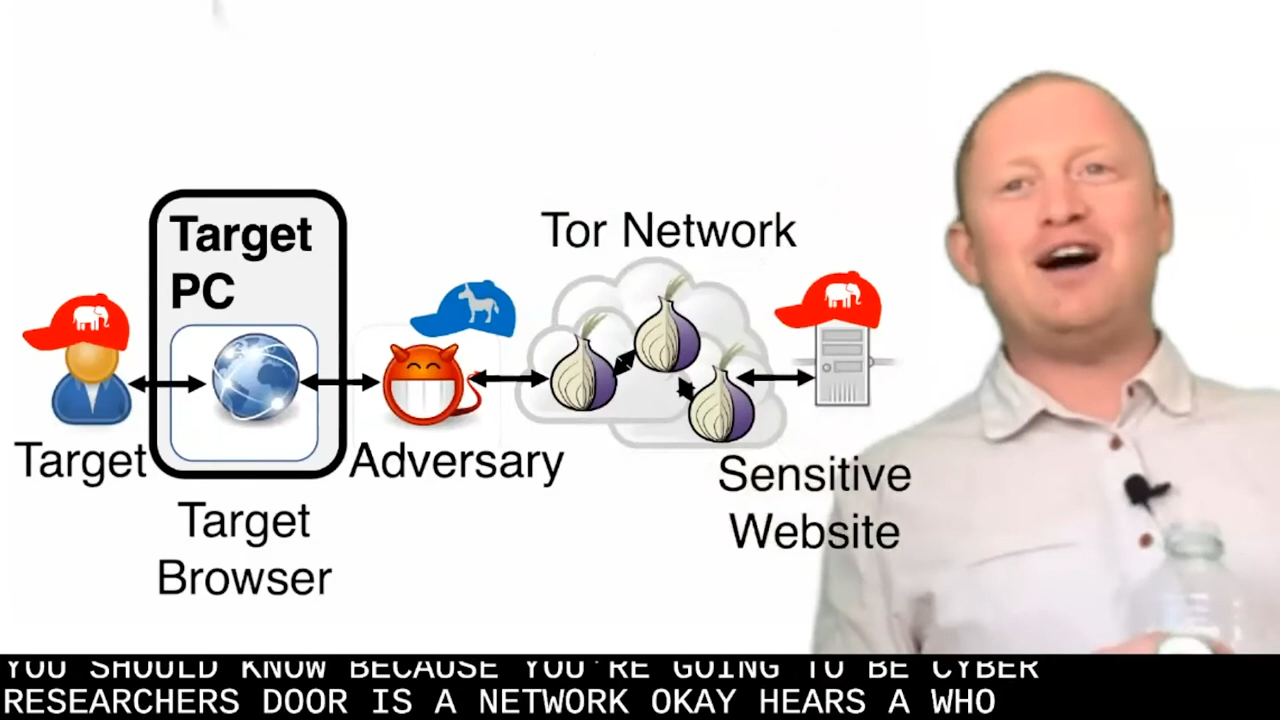 Target
PC
Tor Network
Target
Adversary
Target
Browser
Sensitive
Website
YOU SHOULD KNOW BECAUSE YOU'RE GOING TO BE CYBER
RESEARCHERS DOOR IS A NETWORK OKAY HEARS A WHO